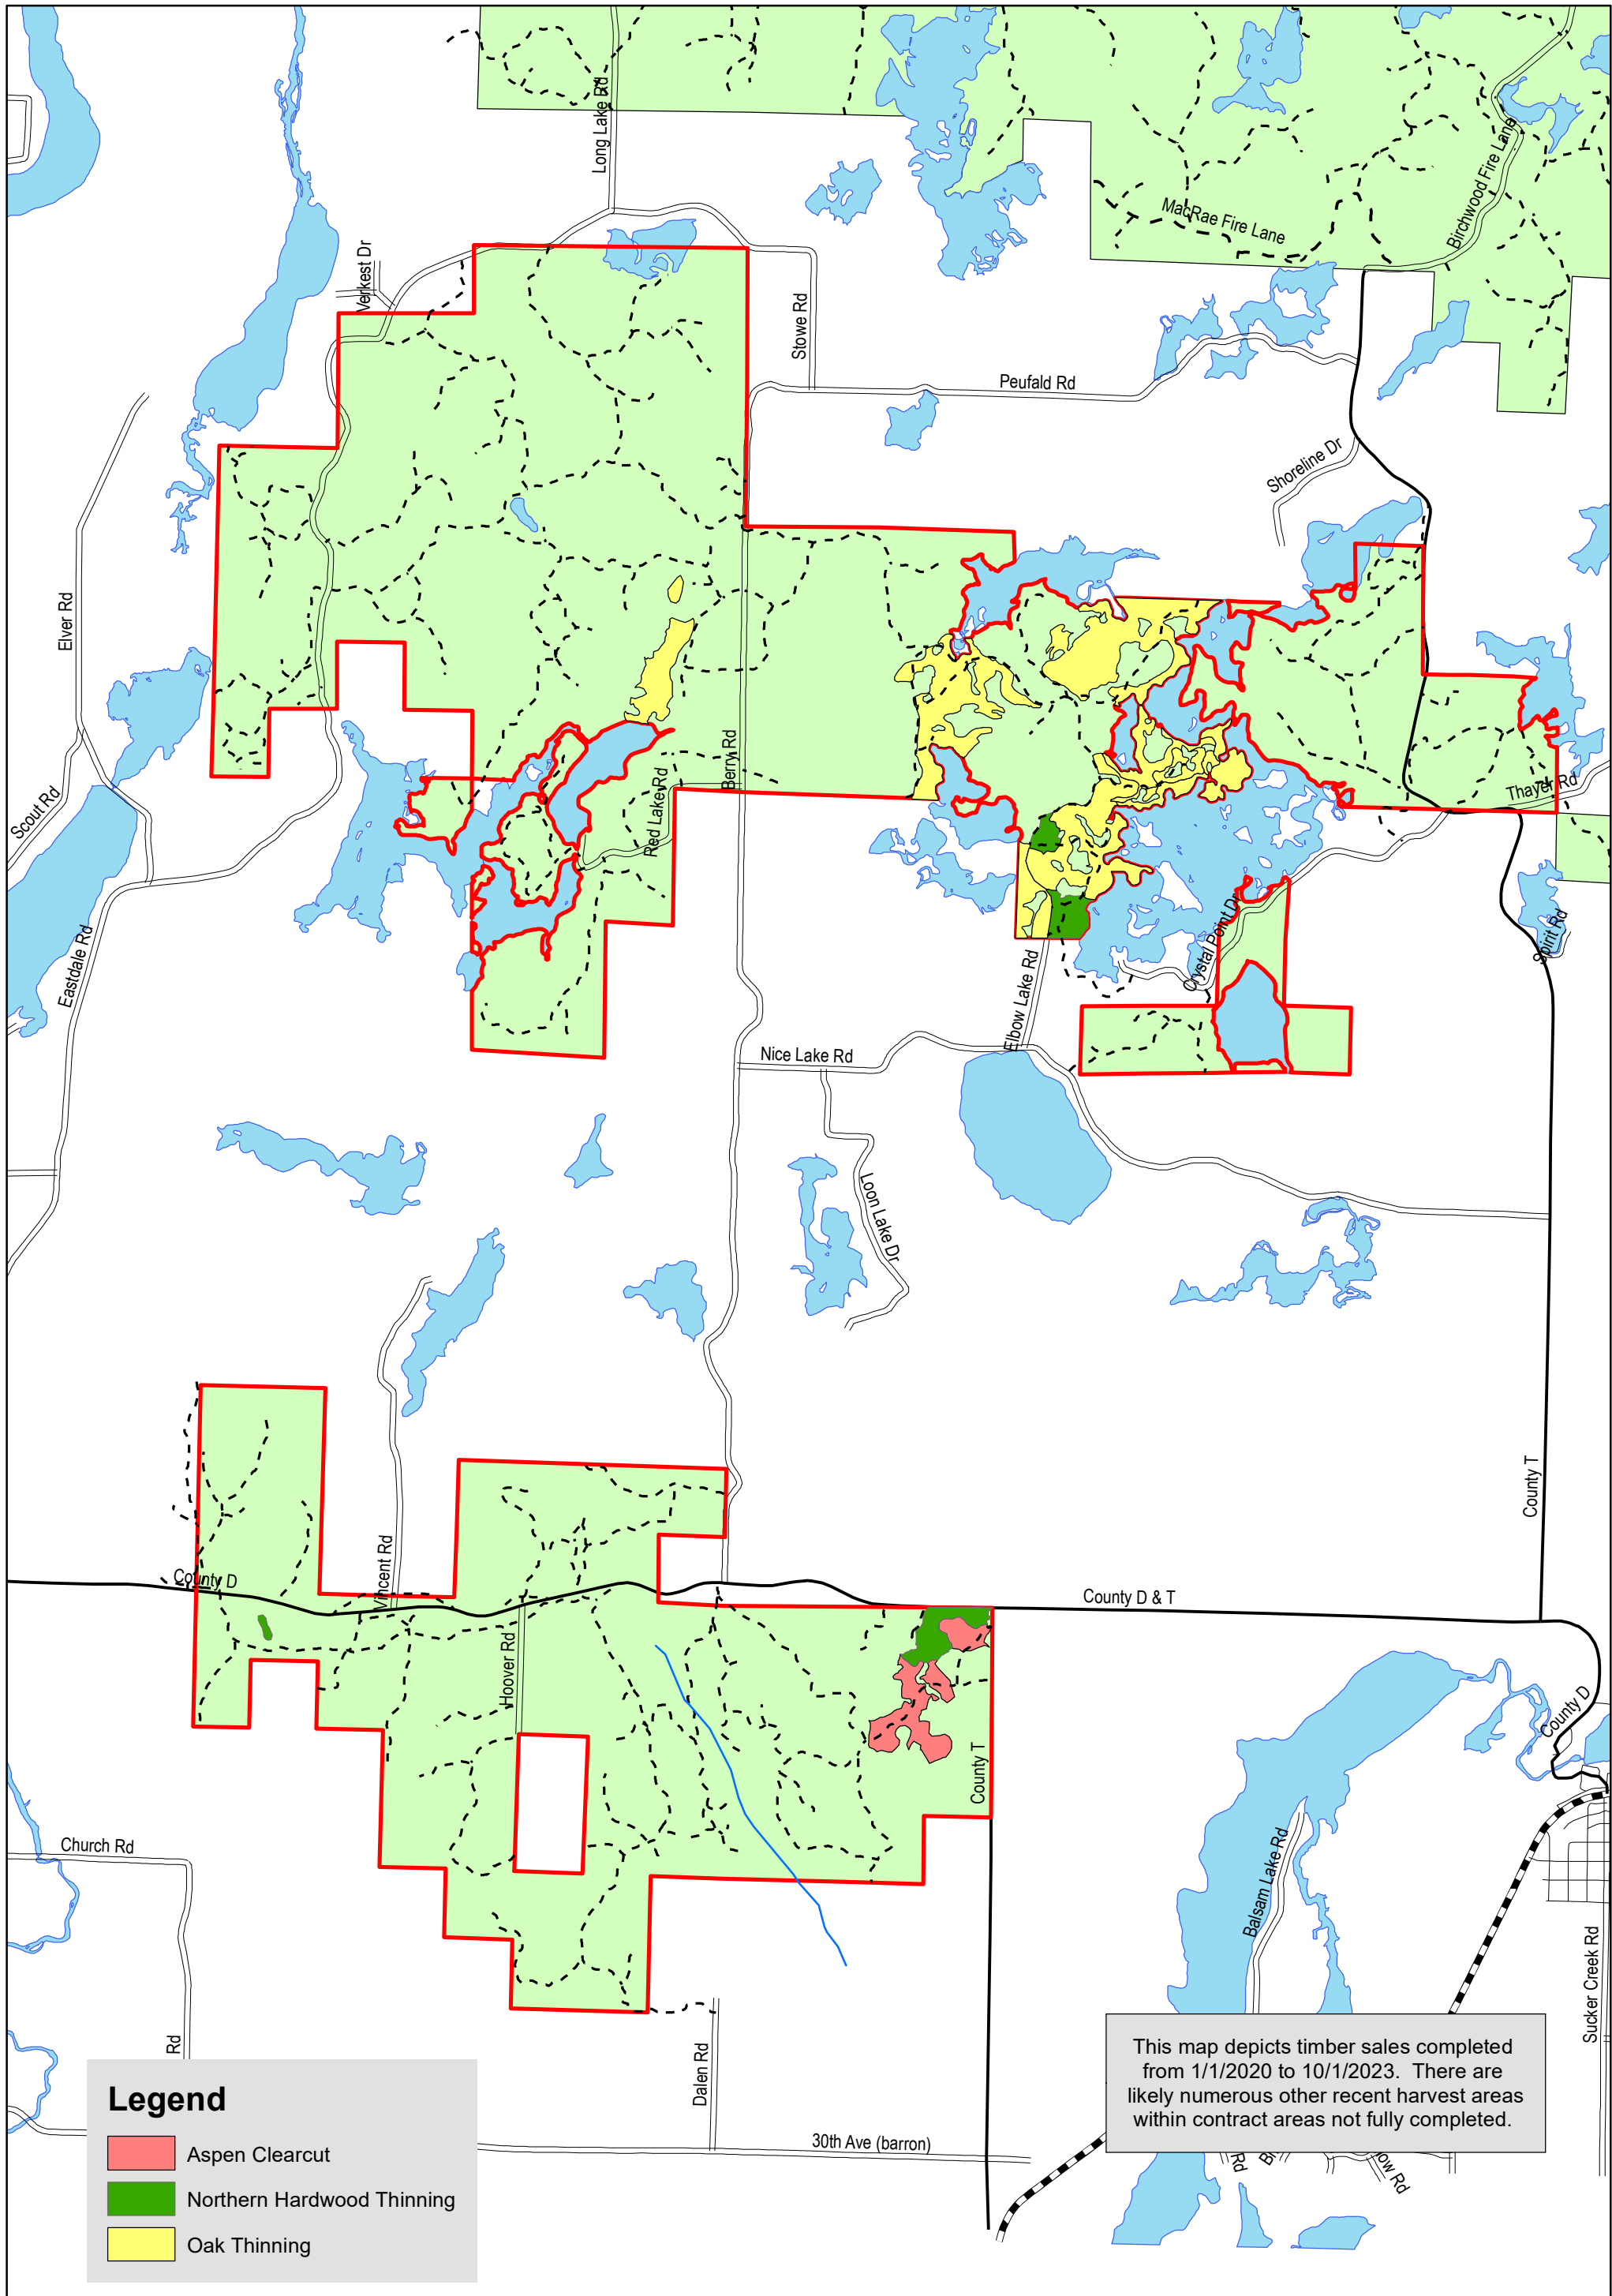 Long Lake Rd
Birchwood Fire Lane
MacRae Fire Lane
Verkest Dr
Stowe Rd
Peufald Rd
Shoreline Dr
Elver Rd
Scout Rd
Berry Rd
Red Lake Rd
Thayer Rd
Eastdale Rd
Crystal Point Dr
Spirit Rd
Elbow Lake Rd
Nice Lake Rd
Loon Lake Dr
County T
Vincent Rd
County D
County D & T
Hoover Rd
County T
County D
Church Rd
Balsam Lake Rd
Sucker Creek Rd
Rd
Dalen Rd
30th Ave (barron)
This map depicts timber sales completed
from 1/1/2020 to 10/1/2023. There are
likely numerous other recent harvest areas
within contract areas not fully completed.
Rd
ow Rd
Legend
Aspen Clearcut
Northern Hardwood Thinning
Oak Thinning